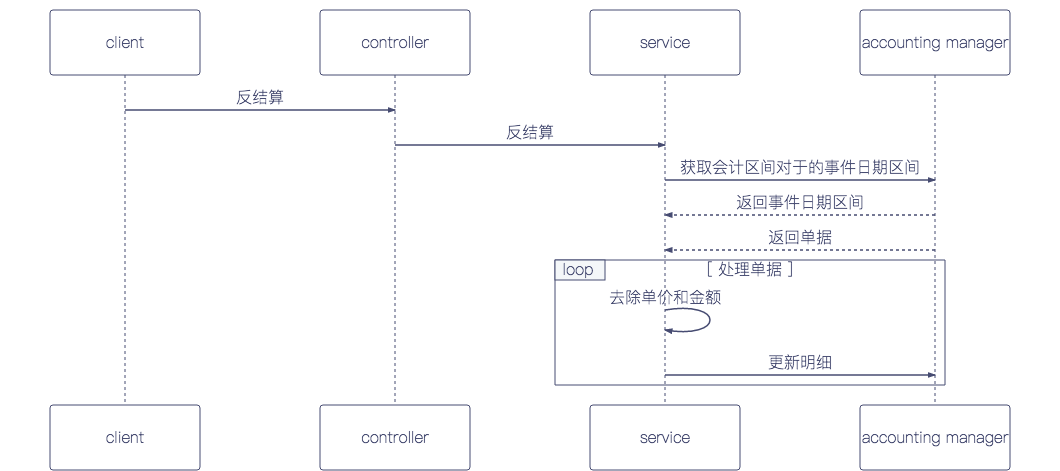 client
controller
service
accounting manager
反结算
反结算
获取会计区间对于的事件日期区间
返回事件日期区间
返回单据
loop
[ 处理单据 ]
去除单价和金额
更新明细
client
controller
service
accounting manager